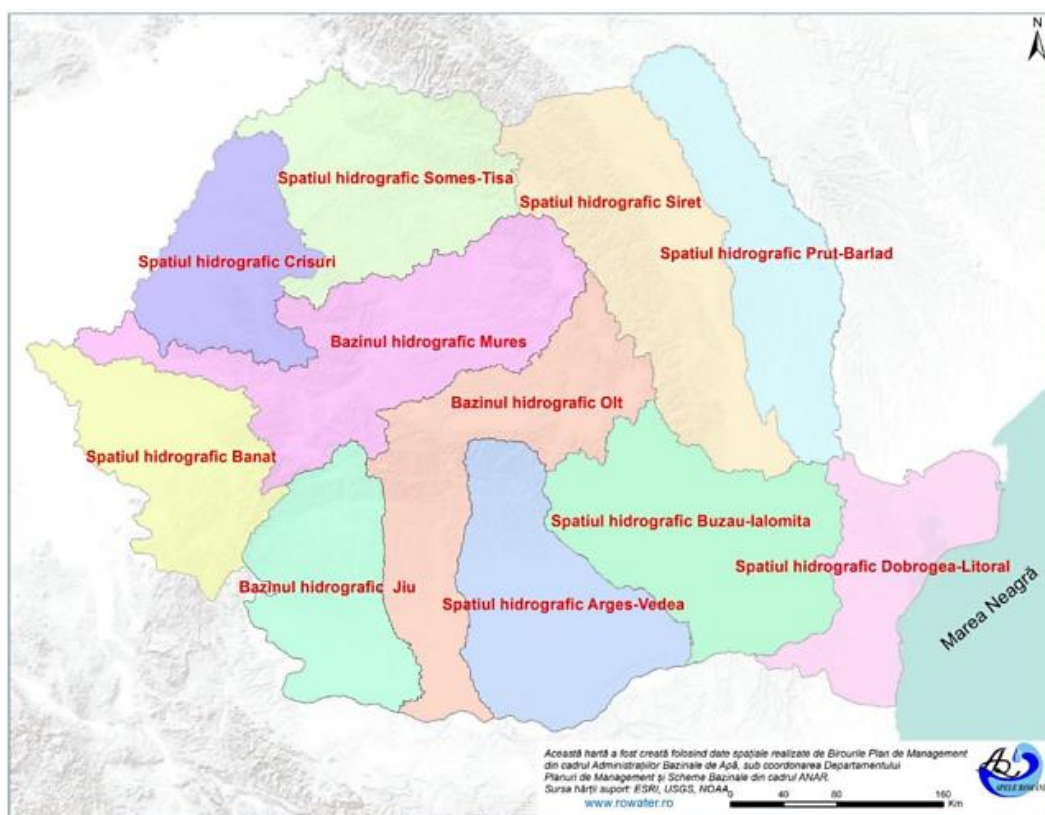 N
Spatiul hidrografic Somes-Tisa
Spatiul hidrografic Siret
Spatiul hidrografic Prut-Barlad
Spatiul hidrografic Crisuri
Bazinul hidrografic Mures
Bazinul hidrografic Olt
Spatiul hidrografic Banat
Spatiul hidrografic Buzau-Ialomita
Spatiul hidrografic Dobrogea-Litoral
Bazinul hidrografic Jiu
Spatiul hidrografic Arges-Vedea
Marea Neagră
Această hartă a fost creată folosind date spațiale realizate de Birourile Plan de Management
din cadrul Administrațiilor Bazinale de Apă, sub coordonarea Departamentului
Planuri de Management și Scheme Bazinale din cadrul ANAR.
Sursa hărții suport: ESRI, USGS, NOAA
www.rowater.ro
0 40 80 160
Km
APELE ROMÂNE